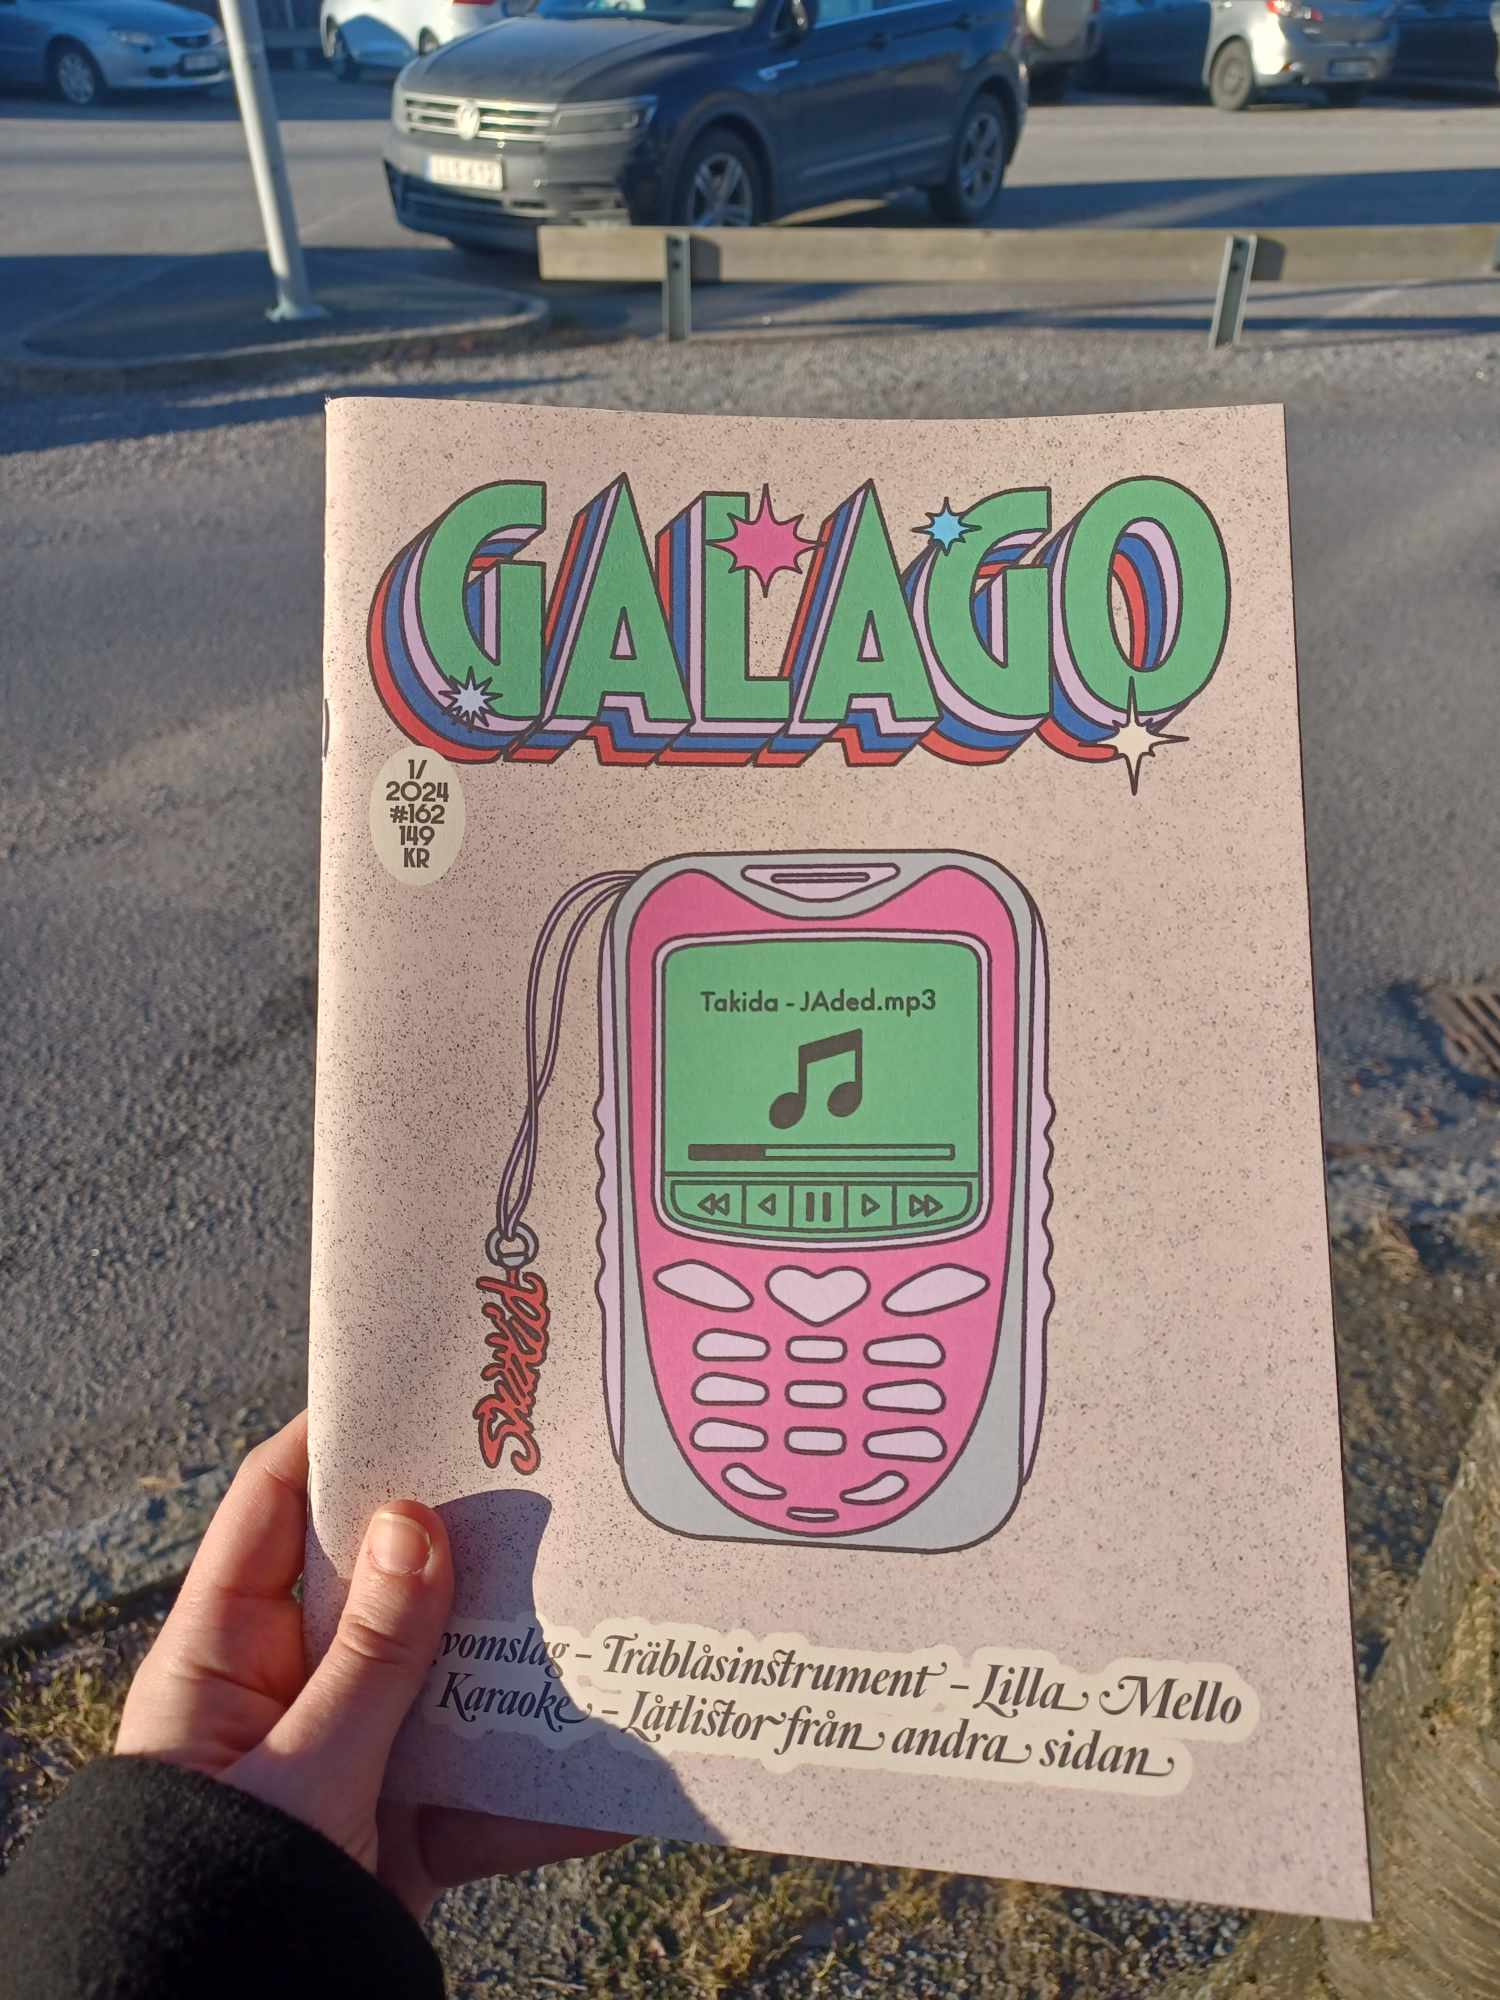 GALAGO
1/
2024
#162
149
KR
Takida - JAded.mp3
- Träblåsinstrument - Lilla Mello
Karaoke - Låtlistor från andra sidan